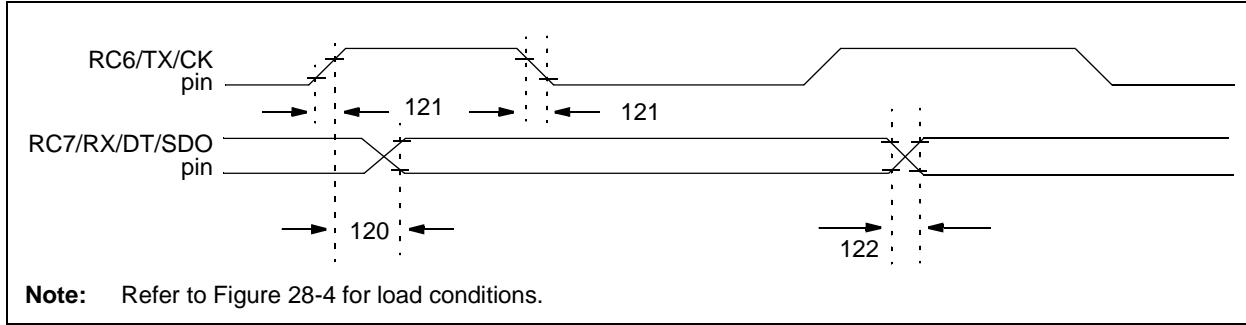 RC6/TX/CK
pin
121
121
RC7/RX/DT/SDO
pin
120
122
Note: Refer to Figure 28-4 for load conditions.